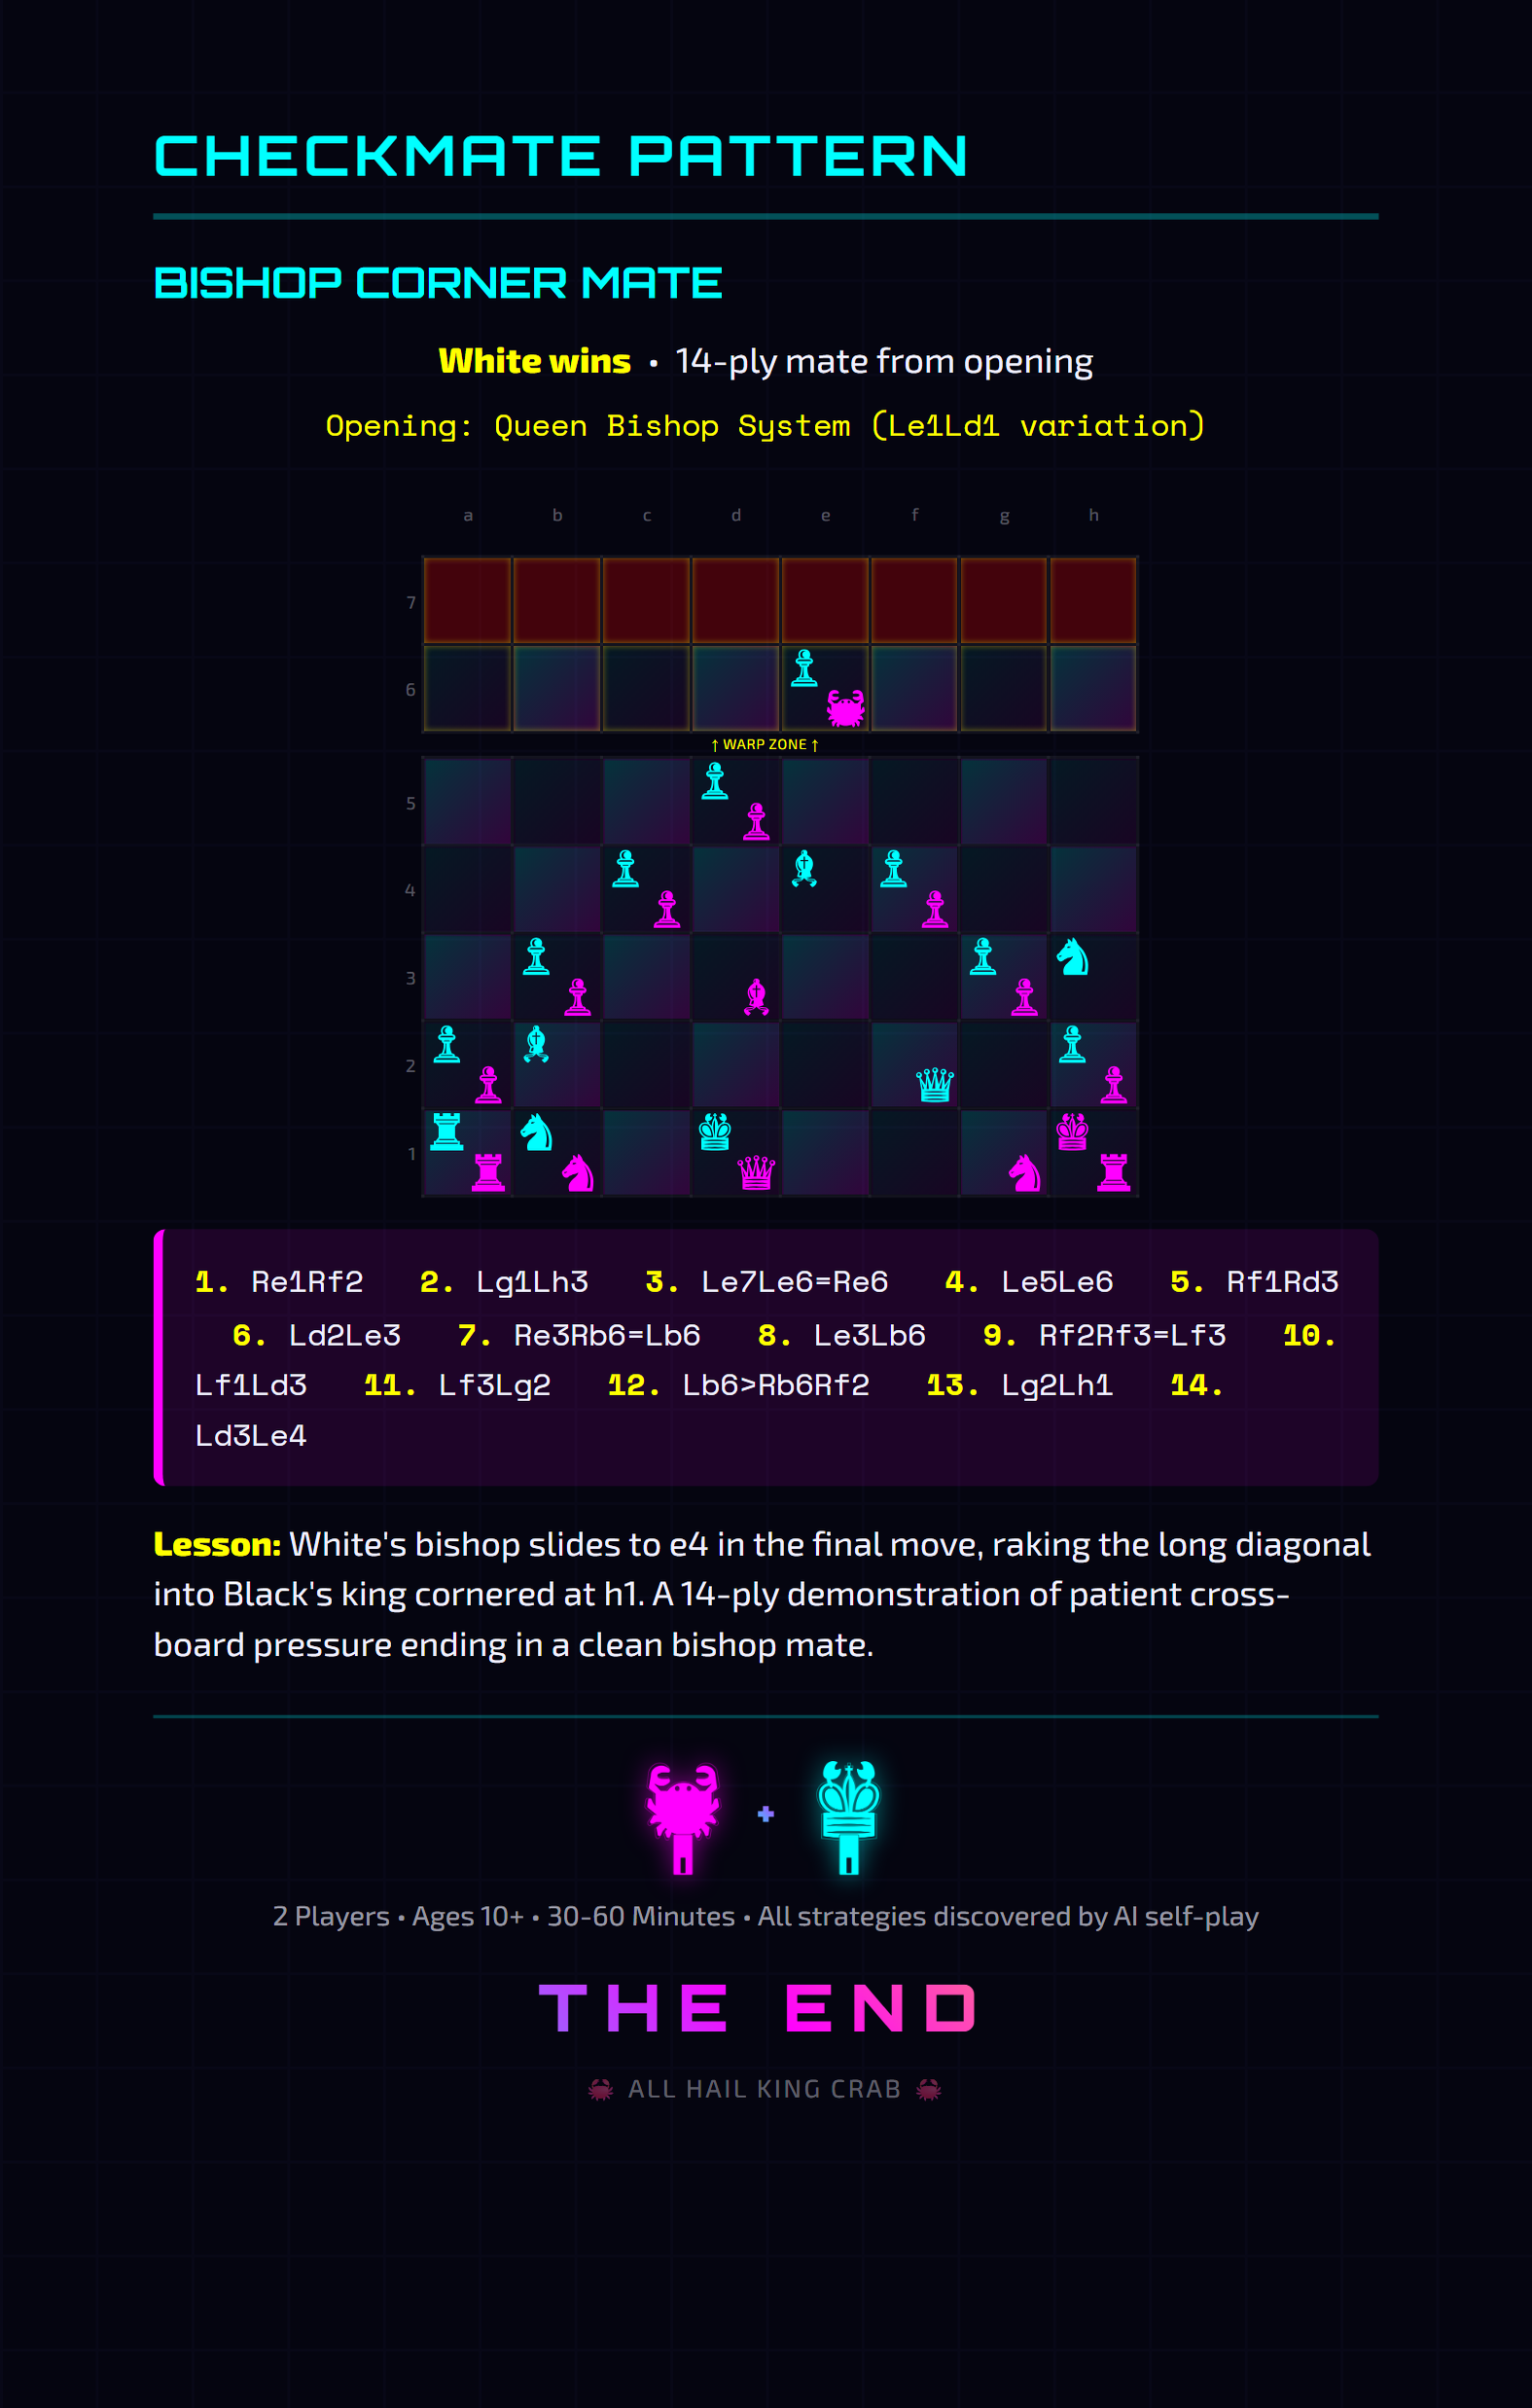 CHECKMATE PATTERN
BISHOP CORNER MATE
White wins • 14-ply mate from opening
Opening: Queen Bishop System (Le1Ld1 variation)
a b c d e f g h
7
6
↑ WARP ZONE ↑
5
4
3
2
1
1. Re1Rf2 2. Lg1Lh3 3. Le7Le6=Re6 4. Le5Le6 5. Rf1Rd3
6. Ld2Le3 7. Re3Rb6=Lb6 8. Le3Lb6 9. Rf2Rf3=Lf3 10.
Lf1Ld3 11. Lf3Lg2 12. Lb6>Rb6Rf2 13. Lg2Lh1 14.
Ld3Le4
Lesson: White's bishop slides to e4 in the final move, raking the long diagonal
into Black's king cornered at h1. A 14-ply demonstration of patient cross-
board pressure ending in a clean bishop mate.
+
2 Players • Ages 10+ • 30-60 Minutes • All strategies discovered by AI self-play
THE END
🦀 ALL HAIL KING CRAB 🦀